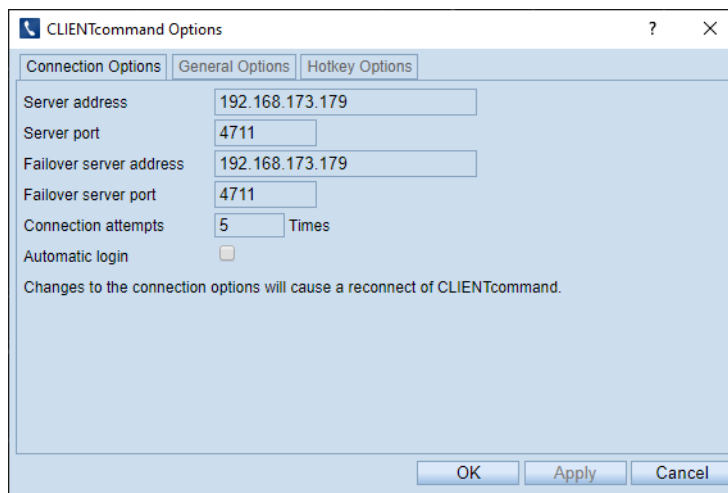 CLIENTcommand Options ?
Connection Options General Options Hotkey Options
Server address 192.168.173.179
Server port 4711
Failover server address 192.168.173.179
Failover server port 4711
Connection attempts 5 Times
Automatic login
Changes to the connection options will cause a reconnect of CLIENTcommand.
OK Apply Cancel